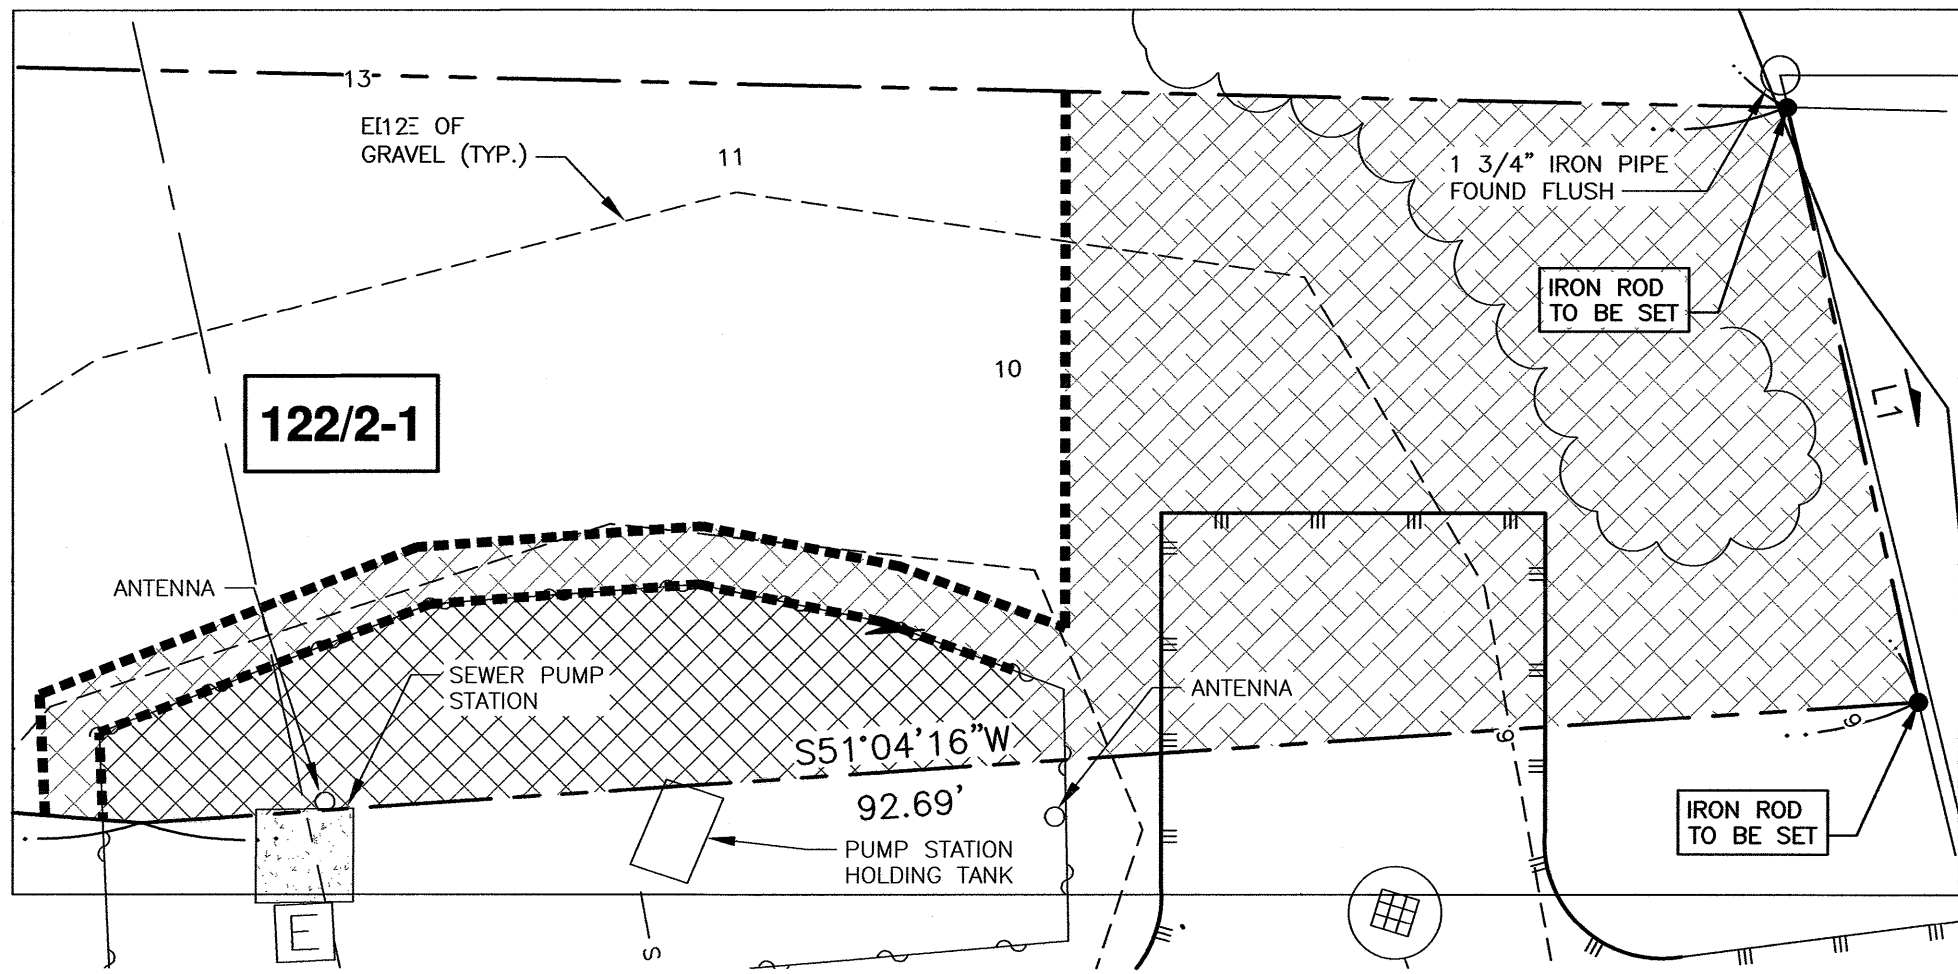 13
11
GRAVEL (TYP.)
OF
1 3/4" IRON PIPE
FOUND FLUSH
IRON ROD
TO BE SET
10
L1
122/2-1
ANTENNA
SEWER PUMP
STATION
ANTENNA
S51°04'16"W
92.69'
9
9
PUMP STATION
HOLDING TANK
IRON ROD
TO BE SET
E
S